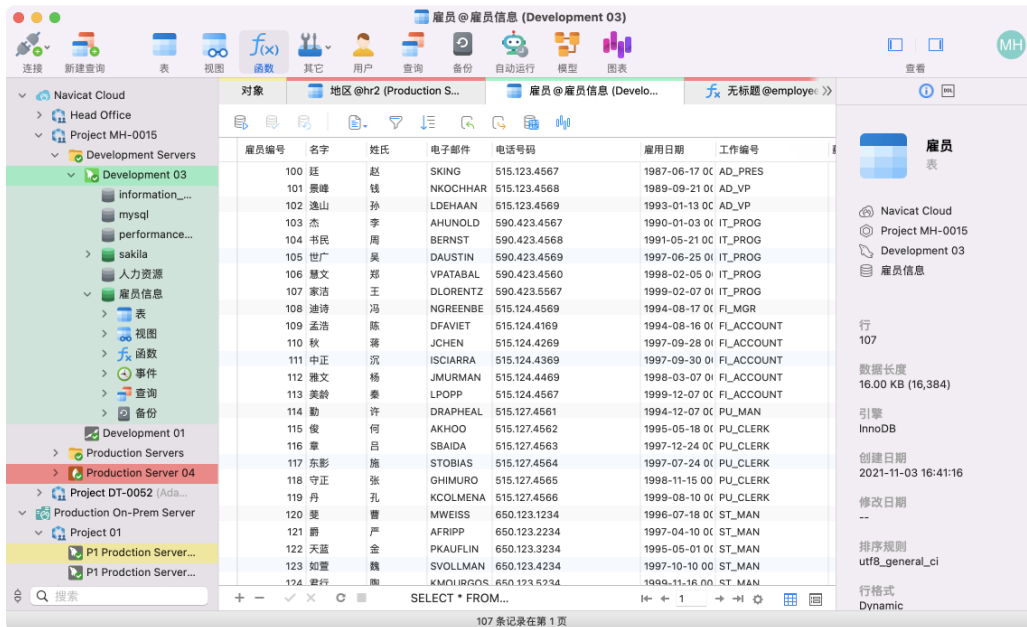 雇员@雇员信息 (Development 03)
连接 新建查询 表 视图 函数 其它 用户 查询 备份 自动运行 模型 图表 查看 MH
Navicat Cloud
Head Office
Project MH-0015
Development Servers
Development 03
information_...
mysql
performance...
sakila
人力资源
雇员信息
表
视图
函数
事件
查询
备份
Development 01
Production Servers
Production Server 04
Project DT-0052 (Ada...
Production On-Prem Server
Project 01
P1 Prodction Server...
P1 Prodction Server...
搜索
对象 地区@hr2 (Production S... 雇员@雇员信息 (Develo... 无标题@employee
雇员编号 名字 姓氏 电子邮件 电话号码 雇用日期 工作编号
100 廷 赵 SKING 515.123.4567 1987-06-17 00 AD_PRES
101 景峰 钱 NKOCHHAR 515.123.4568 1989-09-21 00 AD_VP
102 逸山 孙 LDEHAAN 515.123.4569 1993-01-13 00 AD_VP
103 杰 李 AHUNOLD 590.423.4567 1990-01-03 00 IT_PROG
104 书民 周 BERNST 590.423.4568 1991-05-21 00 IT_PROG
105 世广 吴 DAUSTIN 590.423.4569 1997-06-25 00 IT_PROG
106 慧文 郑 VPATABAL 590.423.4560 1998-02-05 00 IT_PROG
107 家洁 王 DLORENTZ 590.423.5567 1999-02-07 00 IT_PROG
108 迪诗 冯 NGREENBE 515.124.4569 1994-08-17 00 FI_MGR
109 孟浩 陈 DFAVIET 515.124.4169 1994-08-16 00 FI_ACCOUNT
110 秋 蒋 JCHEN 515.124.4269 1997-09-28 00 FI_ACCOUNT
111 中正 沉 ISCIARRA 515.124.4369 1997-09-30 00 FI_ACCOUNT
112 雅文 杨 JMURMAN 515.124.4469 1998-03-07 00 FI_ACCOUNT
113 美龄 秦 LPOPP 515.124.4567 1999-12-07 00 FI_ACCOUNT
114 勤 许 DRAPHEAL 515.127.4561 1994-12-07 00 PU_MAN
115 俊 何 AKHOO 515.127.4562 1995-05-18 00 PU_CLERK
116 章 吕 SBAIDA 515.127.4563 1997-12-24 00 PU_CLERK
117 东影 施 STOBIAS 515.127.4564 1997-07-24 00 PU_CLERK
118 守正 张 GHIMURO 515.127.4565 1998-11-15 00 PU_CLERK
119 丹 孔 KCOLMENA 515.127.4566 1999-08-10 00 PU_CLERK
120 斐 曹 MWEISS 650.123.1234 1996-07-18 00 ST_MAN
121 爵 严 AFRIPP 650.123.2234 1997-04-10 00 ST_MAN
122 天蓝 金 PKAUFLIN 650.123.3234 1995-05-01 00 ST_MAN
123 如萱 魏 SVOLLMAN 650.123.4234 1997-10-10 00 ST_MAN
124 君行 陶 KMOURGOS 650.123.5234 1999-11-16 00 ST_MAN
SELECT * FROM... 1
107 条记录在第 1 页
雇员
表
Navicat Cloud
Project MH-0015
Development 03
雇员信息
行
107
数据长度
16.00 KB (16,384)
引擎
InnoDB
创建日期
2021-11-03 16:41:16
修改日期
--
排序规则
utf8_general_ci
行格式
Dynamic